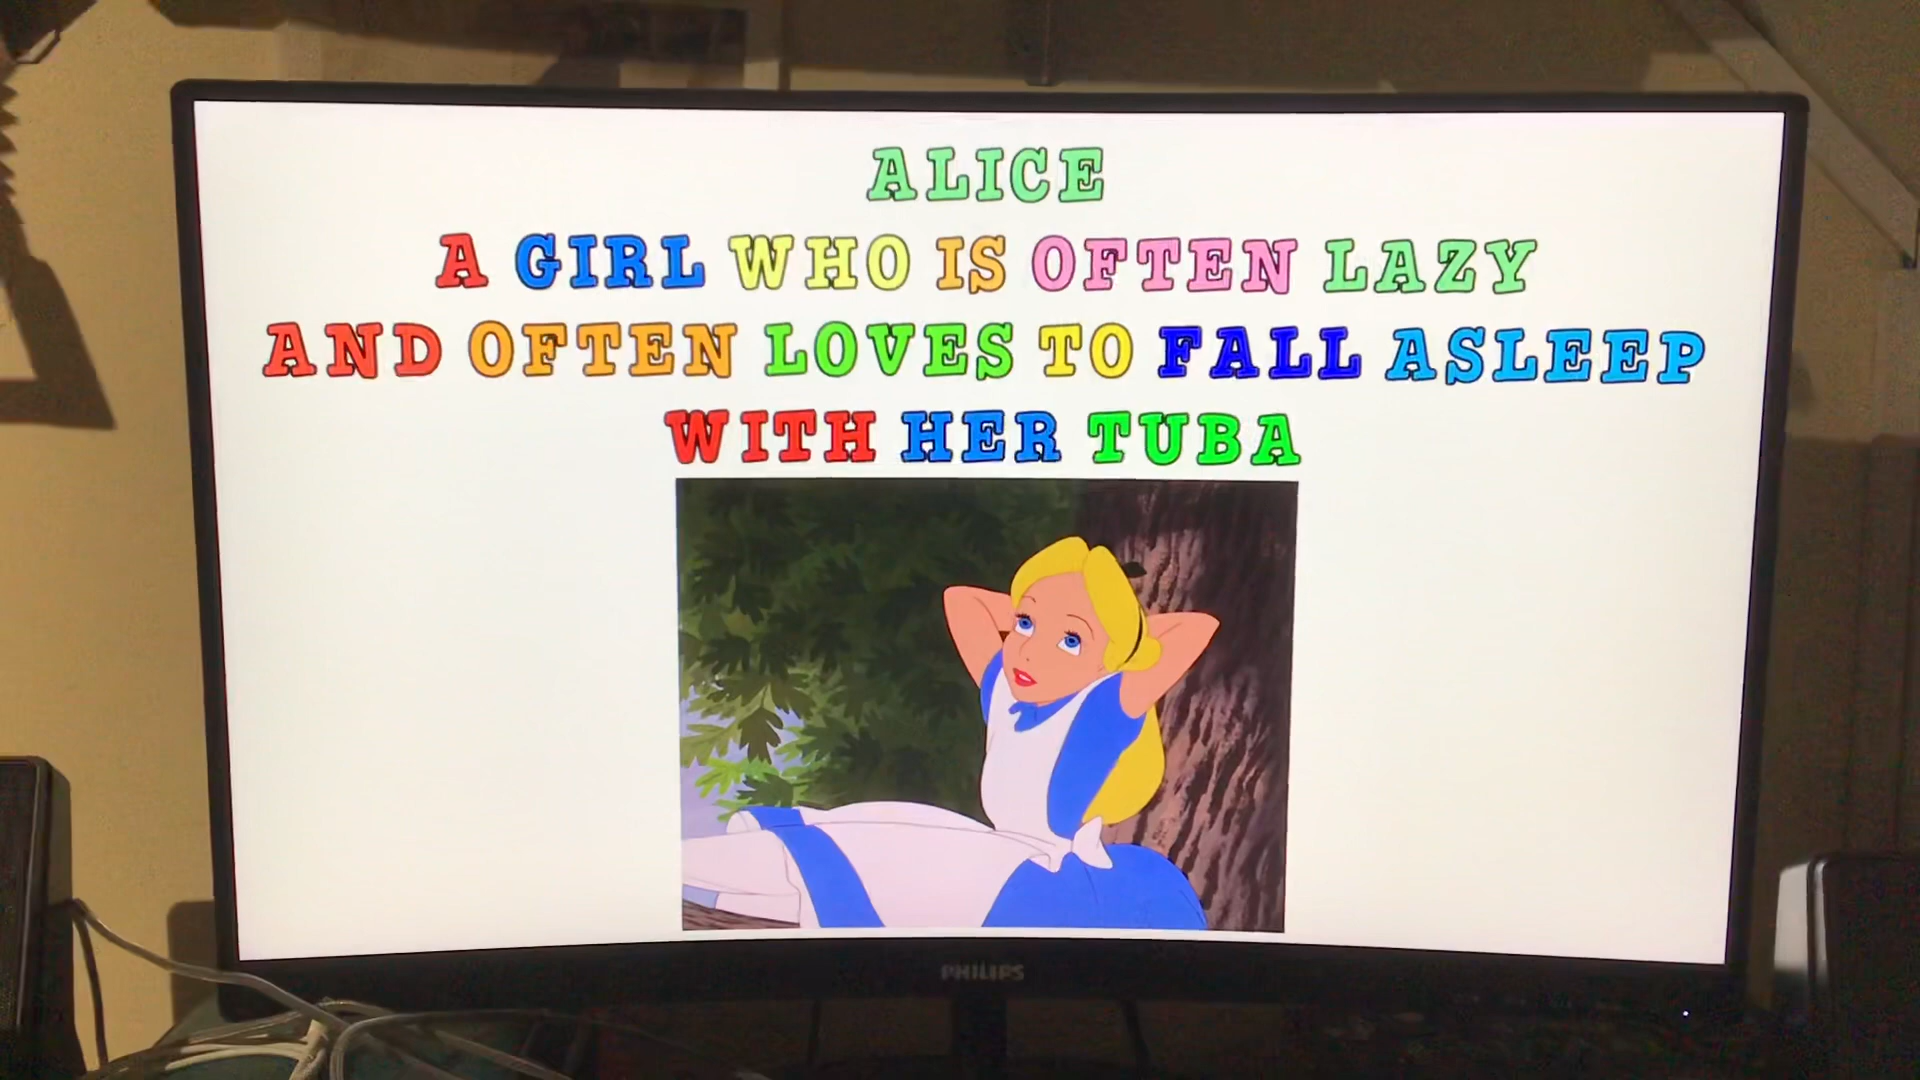 ALICE
A GIRL WHO IS OFTEN LAZY
AND OFTEN LOVES TO FALL ASLEEP
WITH HER TUBA
PHILIPS